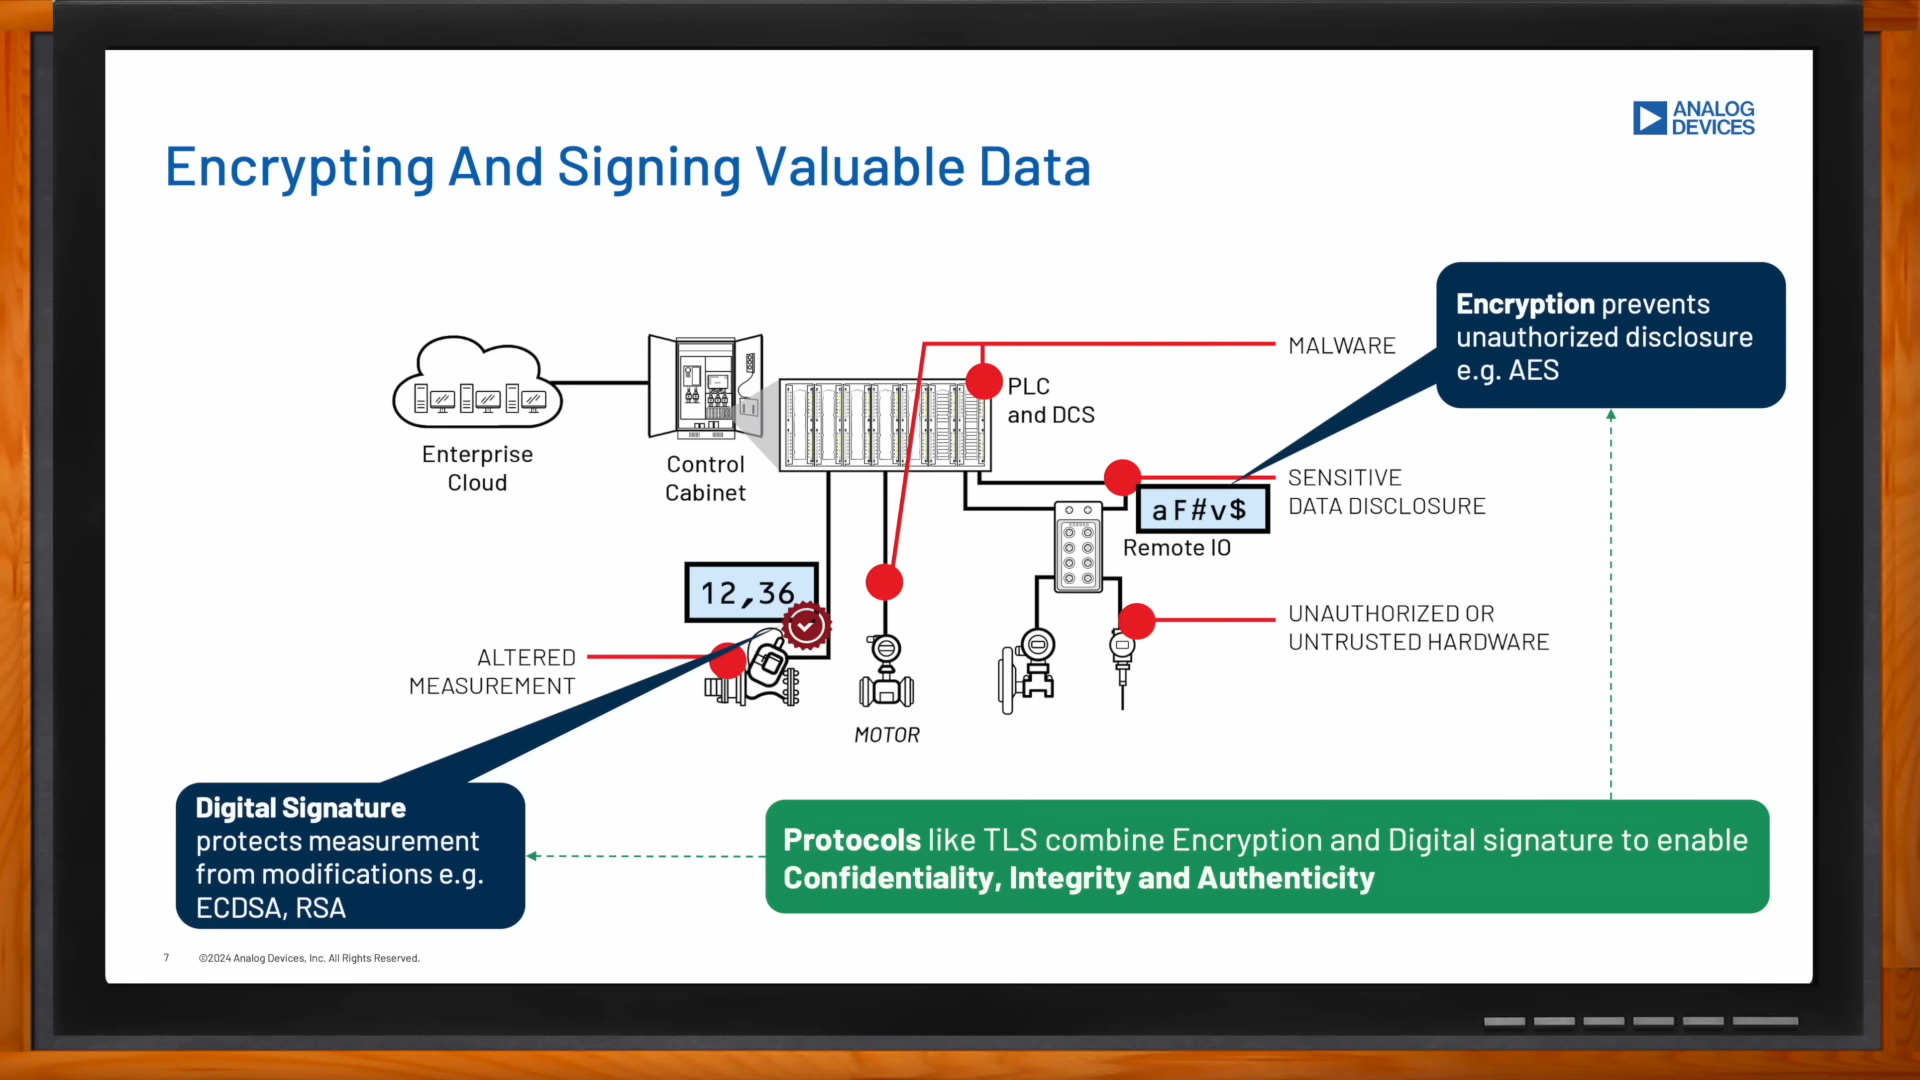 ANALOG
DEVICES
Encrypting And Signing Valuable Data
Encryption prevents
unauthorized disclosure
e.g. AES
MALWARE
PLC
and DCS
Enterprise
Cloud
Control
Cabinet
SENSITIVE
DATA DISCLOSURE
aF#v$
Remote IO
12,36
UNAUTHORIZED OR
UNTRUSTED HARDWARE
ALTERED
MEASUREMENT
MOTOR
Digital Signature
protects measurement
from modifications e.g.
ECDSA, RSA
Protocols like TLS combine Encryption and Digital signature to enable
Confidentiality, Integrity and Authenticity
7
©2024 Analog Devices, Inc. All Rights Reserved.